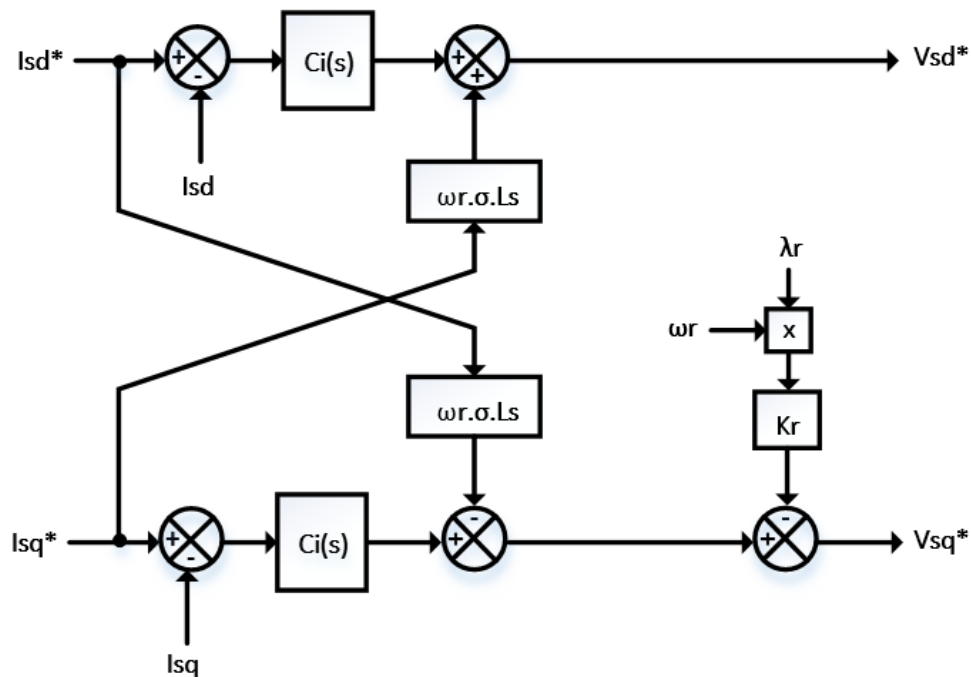 Isd*
+
-
Ci(s)
+
+
Vsd*
Isd
ωr.σ.Ls
λr
ωr
x
ωr.σ.Ls
Kr
Isq*
+
-
Ci(s)
-
+
-
+
Vsq*
Isq